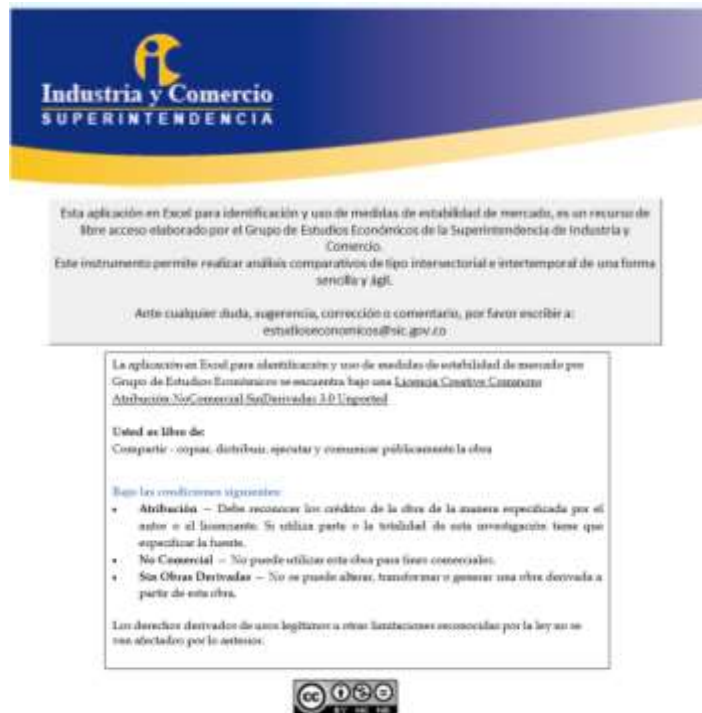 Industria y Comercio
SUPERINTENDENCIA
Esta aplicación en Excel para identificación y uso de medidas de estabilidad de mercado, es un recurso de
libre acceso elaborado por el Grupo de Estudios Económicos de la Superintendencia de Industria y
Comercio.
Este instrumento permite realizar análisis comparativos de tipo intersectorial e intertemporal de una forma
sencilla y ágil.
Ante cualquier duda, sugerencia, corrección o comentario, por favor escribir a:
estudioseconomicos@sic.gov.co
La aplicación en Excel para identificación y uso de medidas de estabilidad de mercado por
Grupo de Estudios Económicos se encuentra bajo una Licencia Creative Commons
Atribución-NoComercial-SinDerivadas 3.0 Unported
Usted es libre de:
Compartir - copiar, distribuir, ejecutar y comunicar públicamente la obra
Bajo las condiciones siguientes:
• Atribución — Debe reconocer los créditos de la obra de la manera especificada por el
autor o el licenciante. Si utiliza parte o la totalidad de esta investigación tiene que
especificar la fuente.
• No Comercial — No puede utilizar esta obra para fines comerciales.
• Sin Obras Derivadas — No se puede alterar, transformar o generar una obra derivada a
partir de esta obra.
Los derechos derivados de usos legítimos u otras limitaciones reconocidas por la ley no se
ven afectados por lo anterior.
cc
BY NC ND